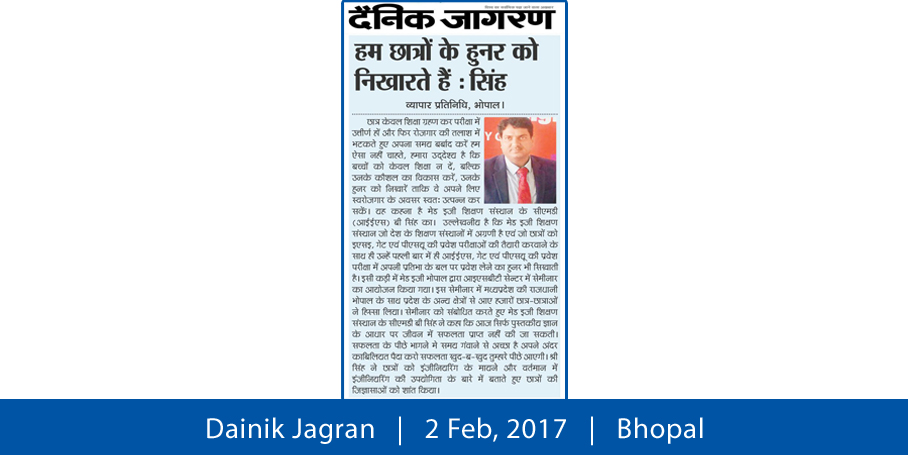 दैनिक जागरण
हम छात्रों के हुनर को
निखारते हैं : सिंह
व्यापार प्रतिनिधि, भोपाल।
छात्र केवल शिक्षा ग्रहण कर परीक्षा में
उत्तीर्ण हों और फिर रोजगार की तलाश में
भटकते हुए अपना समय बर्बाद करें हम
ऐसा नहीं चाहते, हमारा उद्देश्य है कि
बच्चों को केवल शिक्षा न दें, बल्कि
उनके कौशल का विकास करें, उनके
हुनर को निखारें ताकि वे अपने लिए
स्वरोजगार के अवसर स्वतः उत्पन्न कर
सकें। यह कहना है मेड इजी शिक्षण संस्थान के सीएमडी
(आईईएस) बी सिंह का। उल्लेखनीय है कि मेड इजी शिक्षण
संस्थान जो देश के शिक्षण संस्थानों में अग्रणी है एवं जो छात्रों को
इएसइ, गेट एवं पीएसयू की प्रवेश परीक्षाओं की तैयारी करवाने के
साथ ही उन्हें पहली बार में ही आईईएस, गेट एवं पीएसयू की प्रवेश
परीक्षा में अपनी प्रतिभा के बल पर प्रवेश लेने का हुनर भी सिखाती
है। इसी कड़ी में मेड इजी भोपाल द्वारा आइएसबीटी सेन्टर में सेमीनार
का आयोजन किया गया। इस सेमीनार में मध्यप्रदेश की राजधानी
भोपाल के साथ प्रदेश के अन्य क्षेत्रों से आए हजारों छात्र-छात्राओं
ने हिस्सा लिया। सेमीनार को संबोधित करते हुए मेड इजी शिक्षण
संस्थान के सीएमडी बी सिंह ने कहा कि आज सिर्फ पुस्तकीय ज्ञान
के आधार पर जीवन में सफलता प्राप्त नहीं की जा सकती।
सफलता के पीछे भागने मे समय गंवाने से अच्छा है अपने अंदर
काबिलियत पैदा करो सफलता खुद-ब-खुद तुम्हारे पीछे आएगी। श्री
सिंह ने छात्रों को इंजीनियरिंग के मायने और वर्तमान में
इंजीनियरिंग की उपयोगिता के बारे में बताते हुए छात्रों की
जिज्ञासाओं को शांत किया।
Dainik Jagran | 2 Feb, 2017 | Bhopal